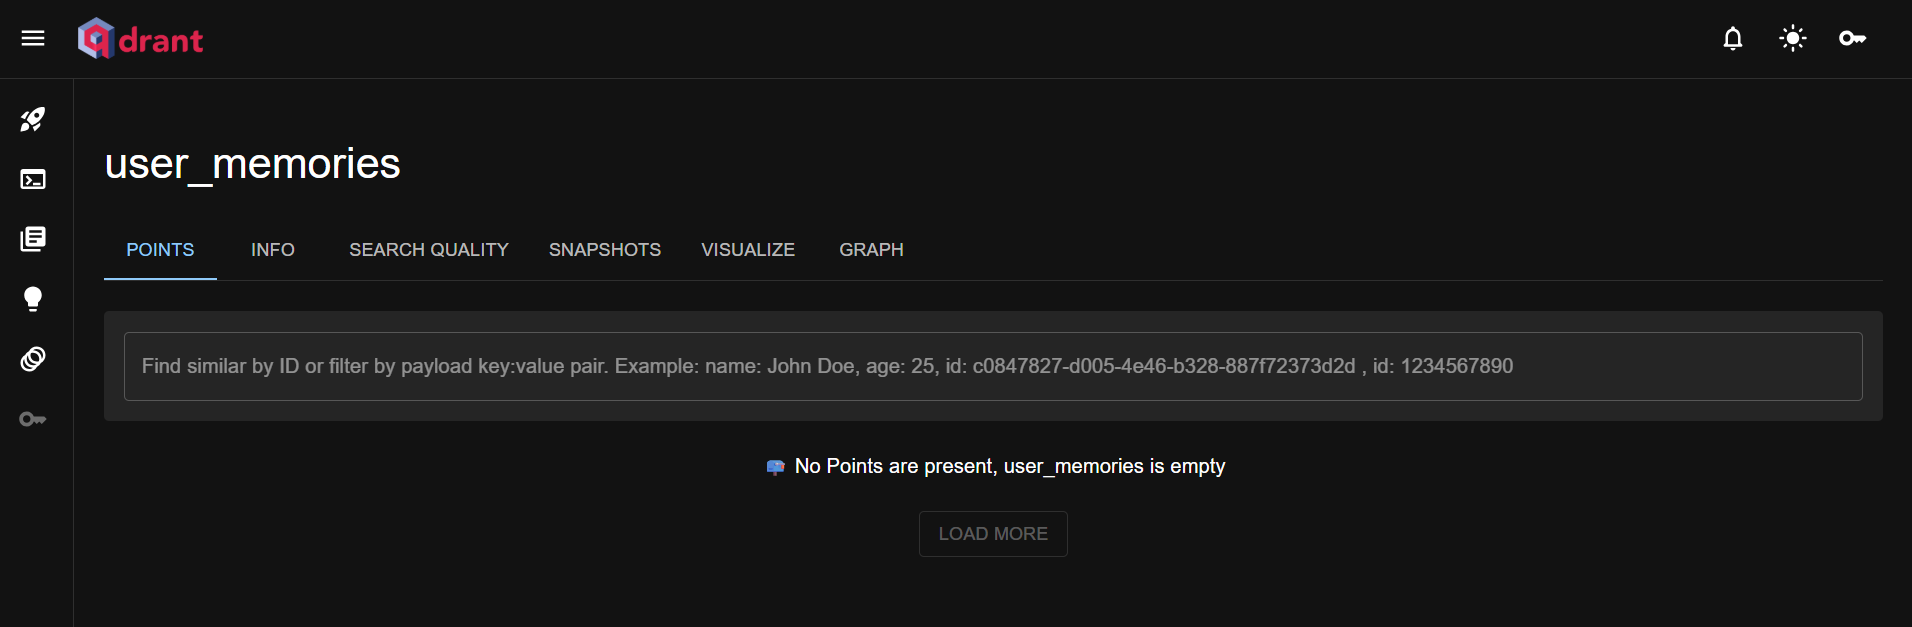 qdrant
user_memories
POINTS INFO SEARCH QUALITY SNAPSHOTS VISUALIZE GRAPH
Find similar by ID or filter by payload key:value pair. Example: name: John Doe, age: 25, id: c0847827-d005-4e46-b328-887f72373d2d , id: 1234567890
No Points are present, user_memories is empty
LOAD MORE